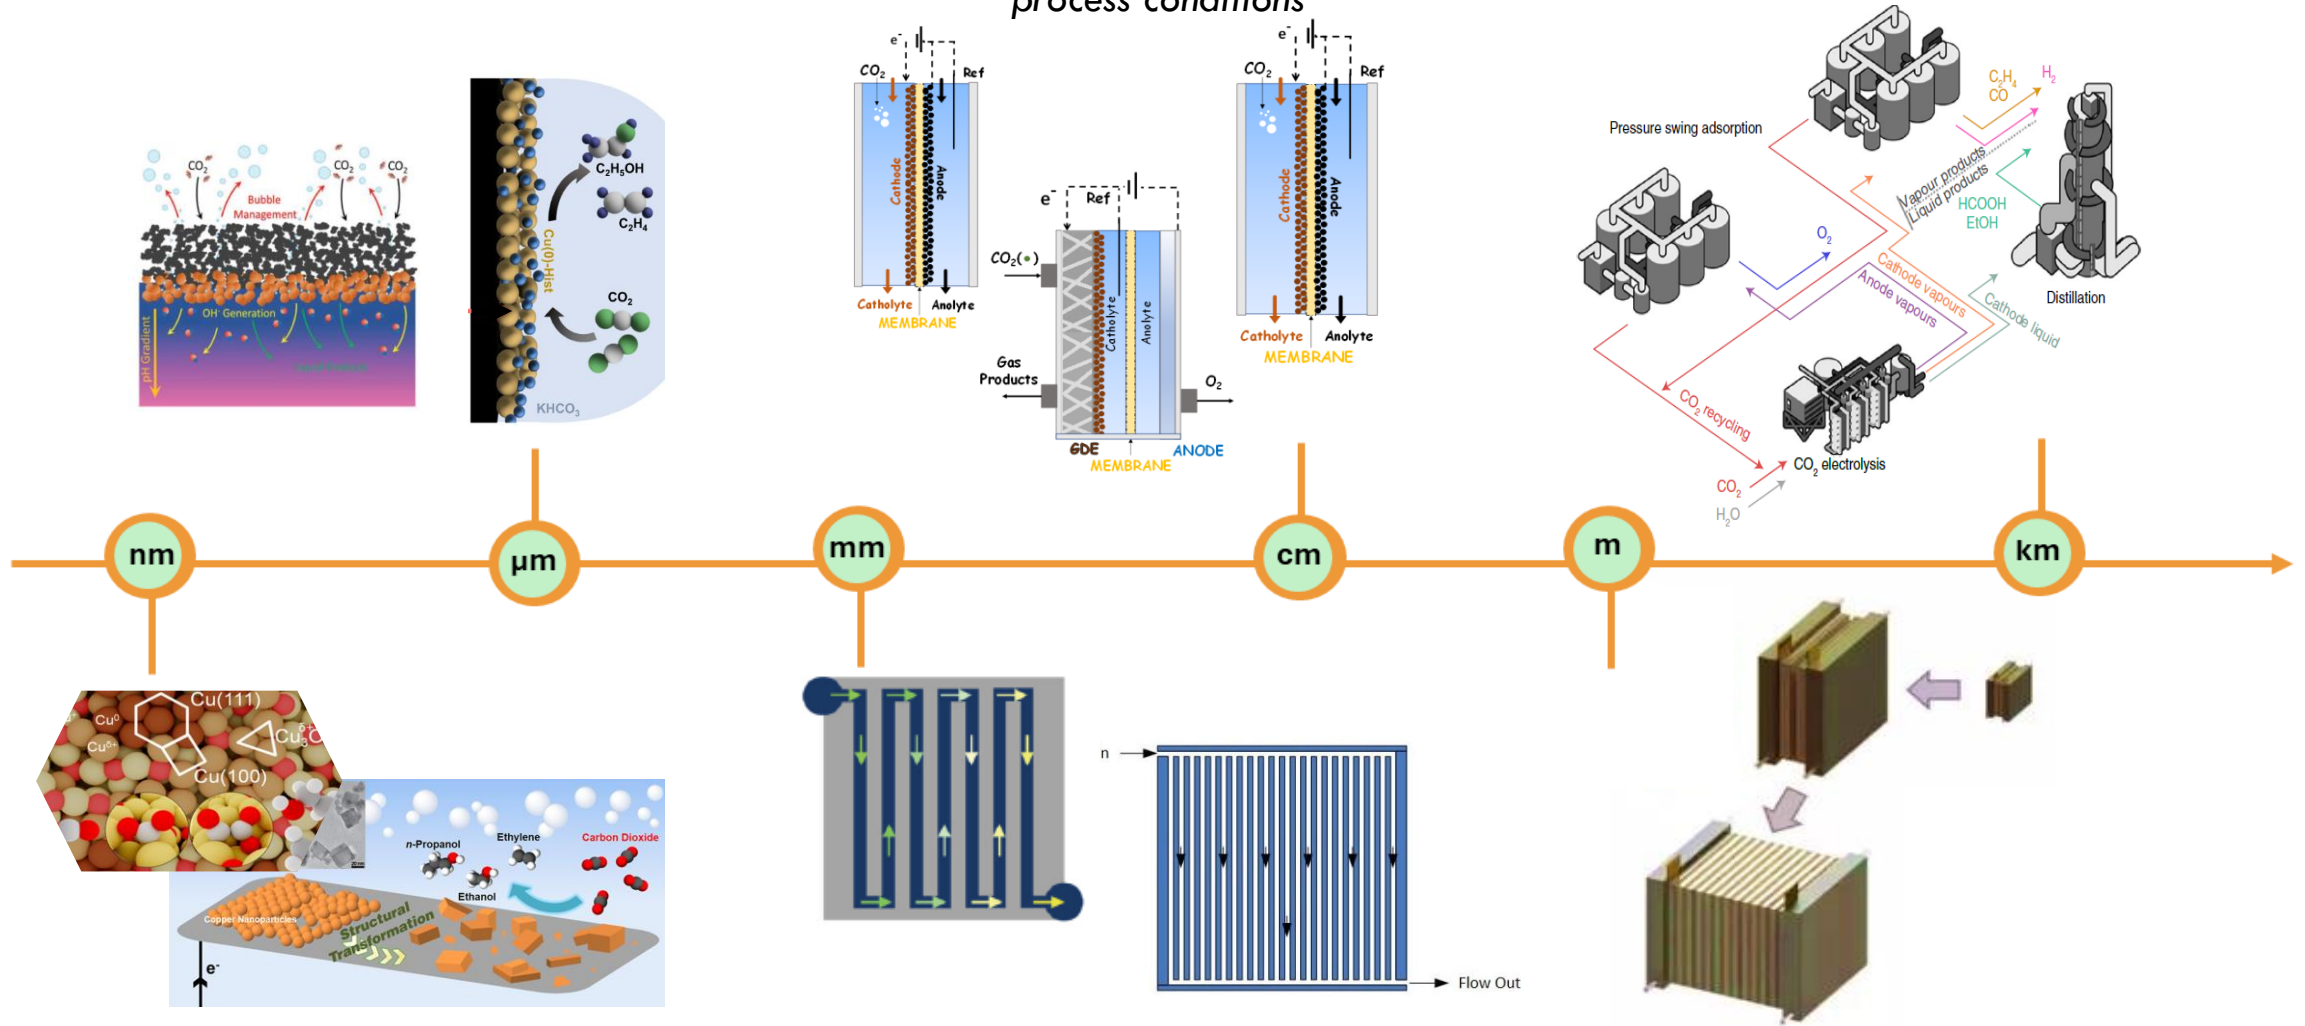 process conditions
CO2
CO2
CO2
Bubble
Management
OH- Generation
pH Gradient
C2H5OH
C2H4
Cu(0)-Hist
CO2
KHCO3
e-
CO2
Ref
Cathode
Anode
Catholyte
Anolyte
MEMBRANE
e-
Ref
CO2(•)
Catholyte
Anolyte
Gas
Products
O2
GDE
MEMBRANE
ANODE
e-
CO2
Ref
Cathode
Anode
Catholyte
Anolyte
MEMBRANE
Pressure swing adsorption
C2H4
CO
H2
Vapour products
Liquid products
HCOOH
EtOH
O2
Cathode vapours
Anode vapours
Cathode liquid
Distillation
CO2 recycling
CO2 electrolysis
CO2
H2O
nm
µm
mm
cm
m
km
Cu(111)
Cu0
Cuδ+
Cu(100)
20 nm
n-Propanol
Ethylene
Carbon Dioxide
Ethanol
Copper Nanoparticles
Structural
Transformation
e-
n
Flow Out